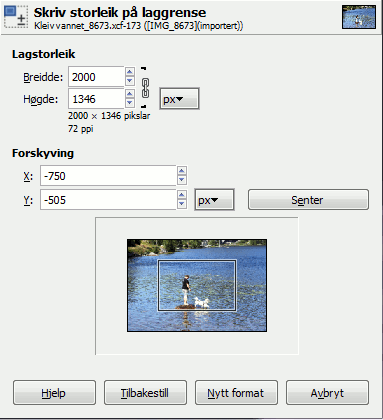 Skriv storleik på laggrense
Kleivvannet_8673.xcf-173 ([IMG_8673](importert))
Lagstorleik
Breidde: 2000
Høgde: 1346 px
2000 × 1346 pikslar
72 ppi
Forskyving
X: -750
Y: -505 px Senter
Hjelp Tilbakestill Nytt format Avbryt